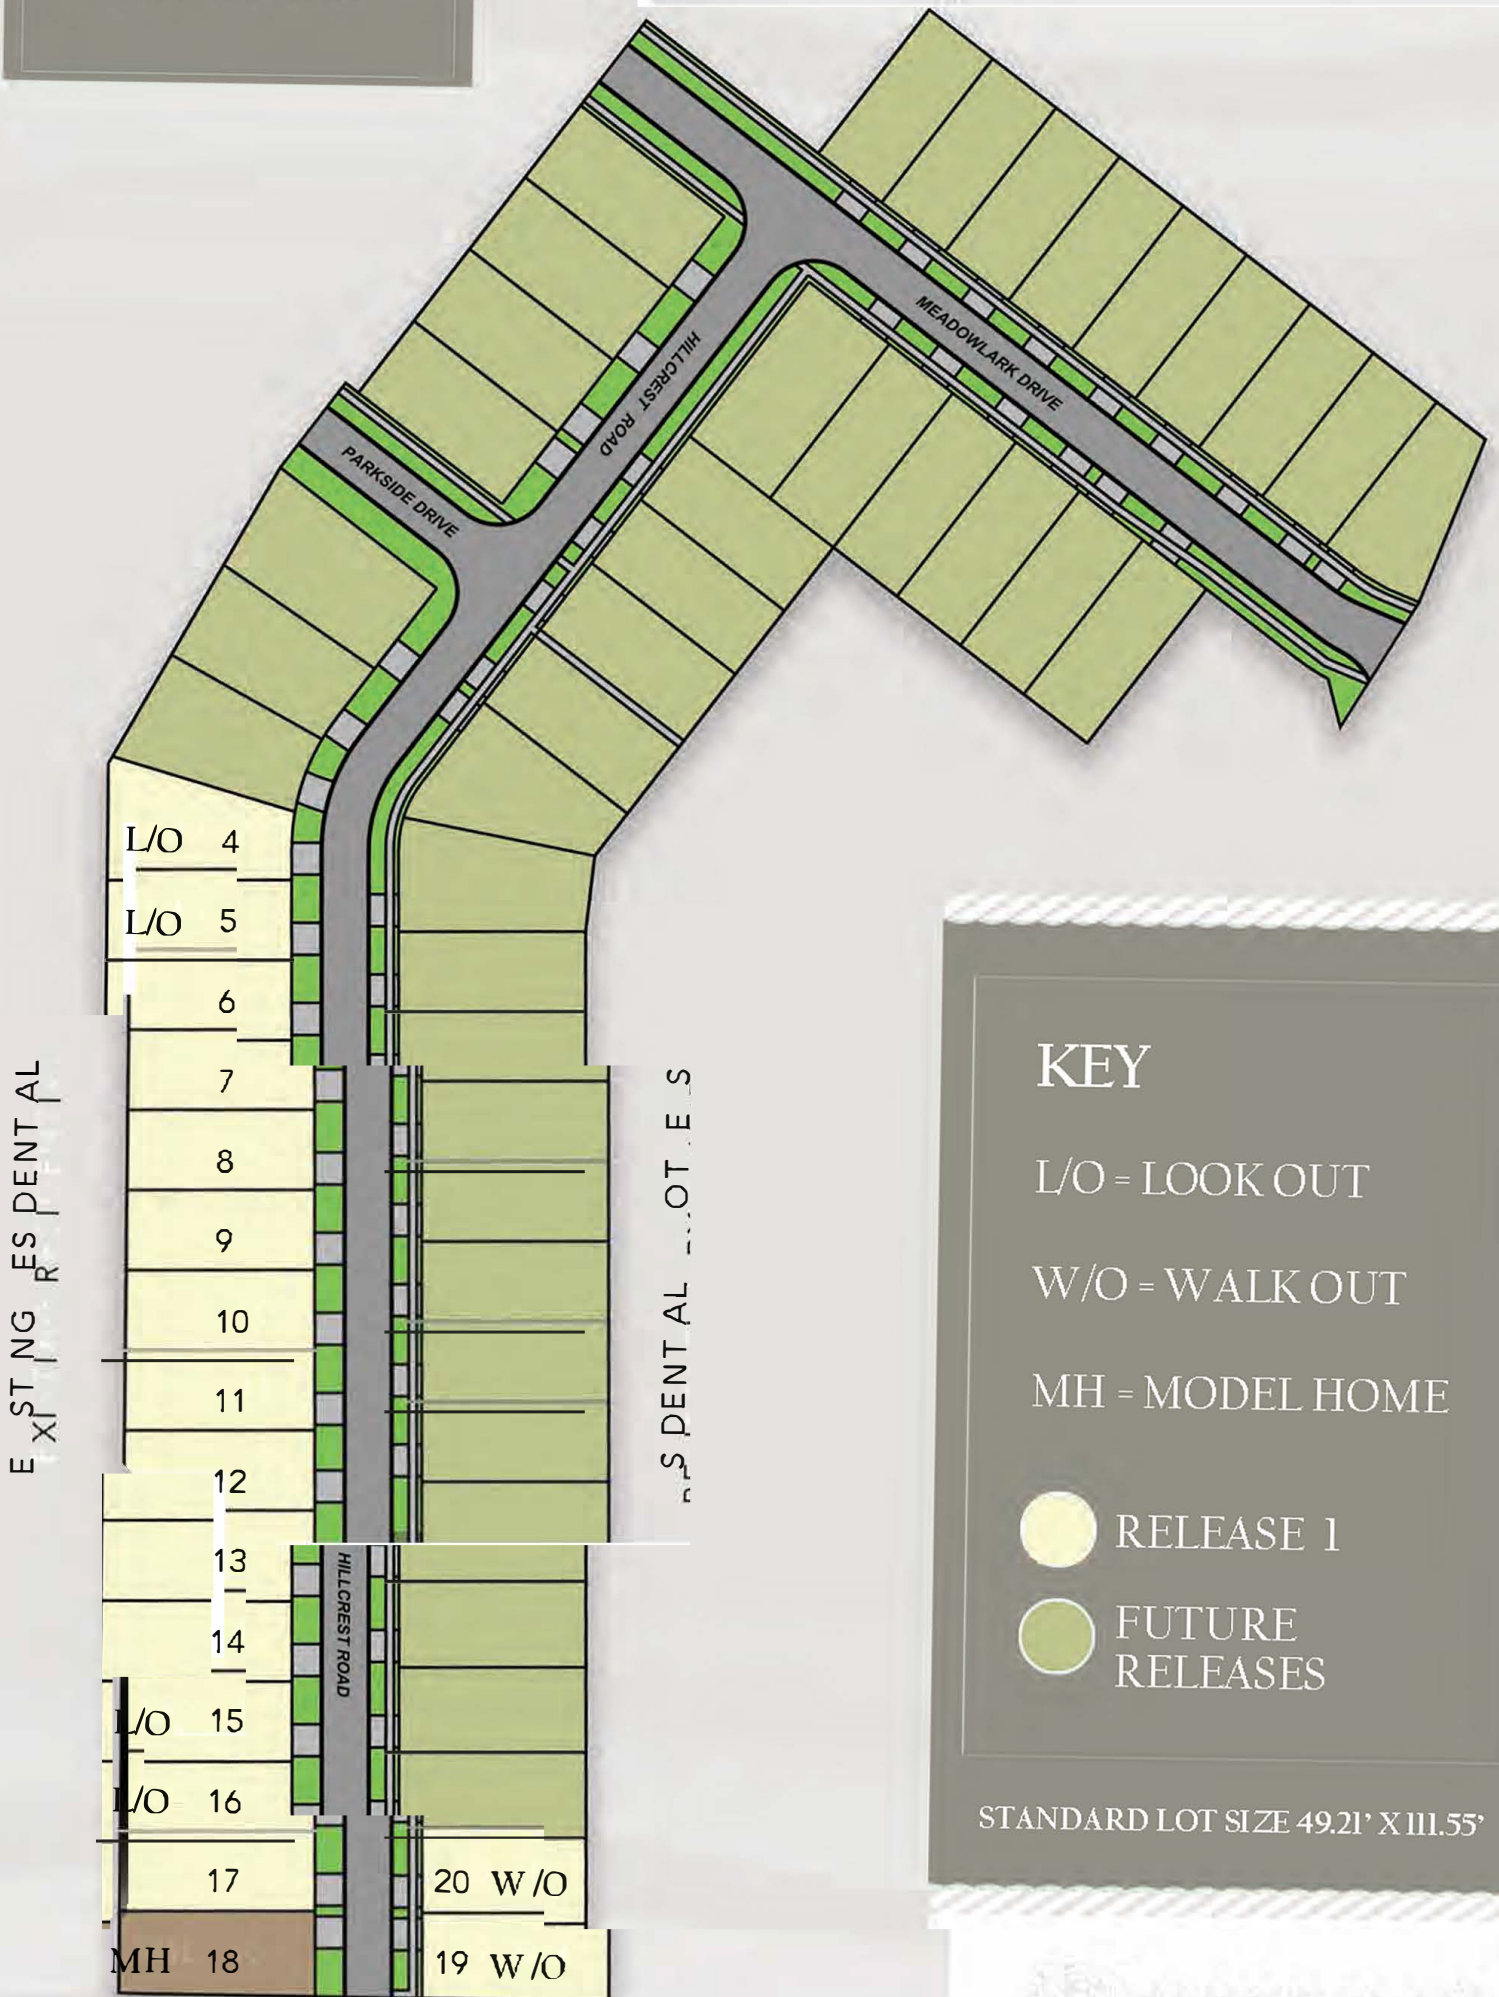 MEADOWLARK DRIVE
HILLCREST ROAD
PARKSIDE DRIVE
L/O 4
L/O 5
6
7
8
9
10
11
12
13
14
L/O 15
L/O 16
17
MH 18
HILLCREST ROAD
20 W/O
19 W/O
KEY
L/O = LOOK OUT
W/O = WALK OUT
MH = MODEL HOME
RELEASE 1
FUTURE
RELEASES
STANDARD LOT SIZE 49.21' X 111.55'